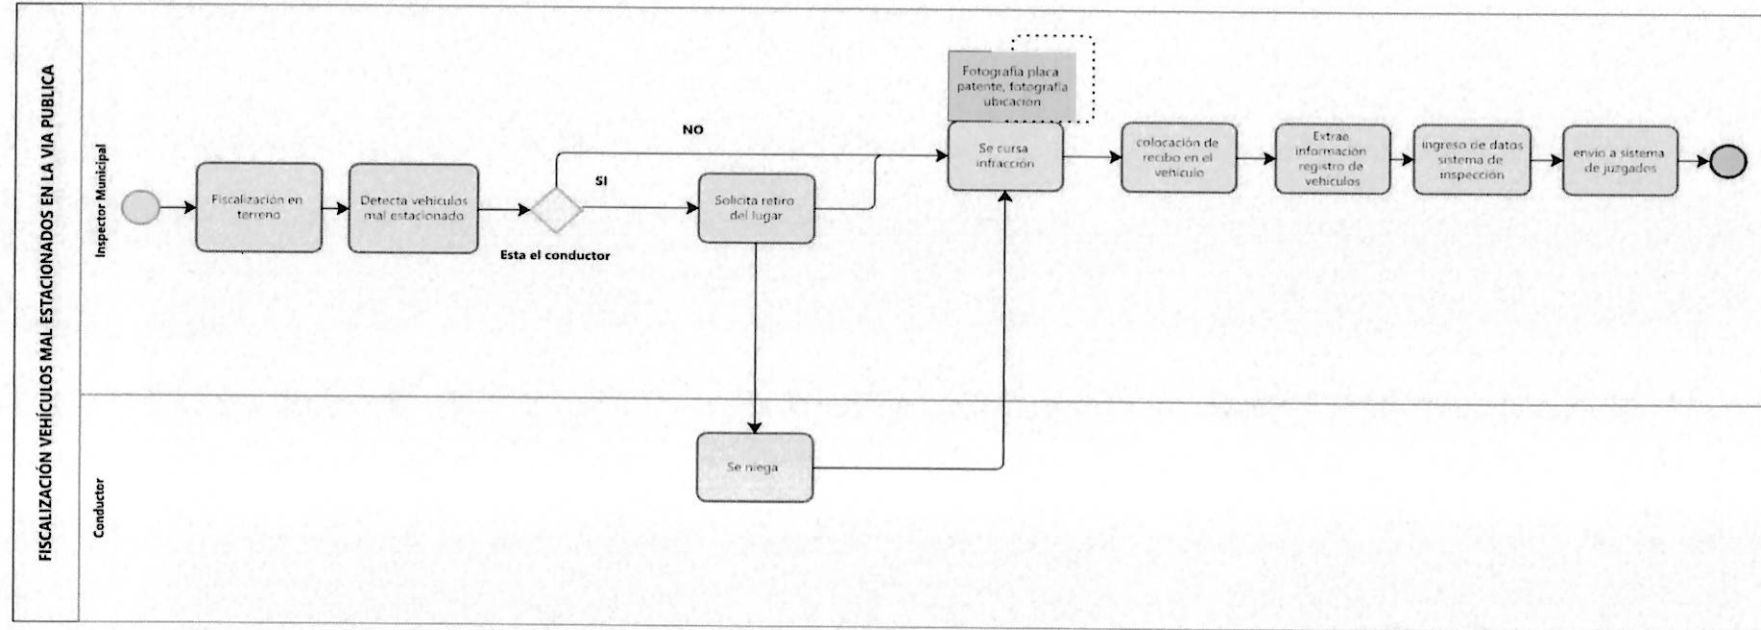 FISCALIZACIÓN VEHÍCULOS MAL ESTACIONADOS EN LA VIA PUBLICA
Inspector Municipal
Fiscalización en
terreno
Detecta vehículos
mal estacionado
Esta el conductor
NO
SI
Solicita retiro
del lugar
Fotografía placa
patente, fotografía
ubicación
Se cursa
infracción
colocación de
recibo en el
vehículo
Extrae
información
registro de
vehículos
ingreso de datos
sistema de
inspección
envio a sistema
de juzgados
Conductor
Se niega